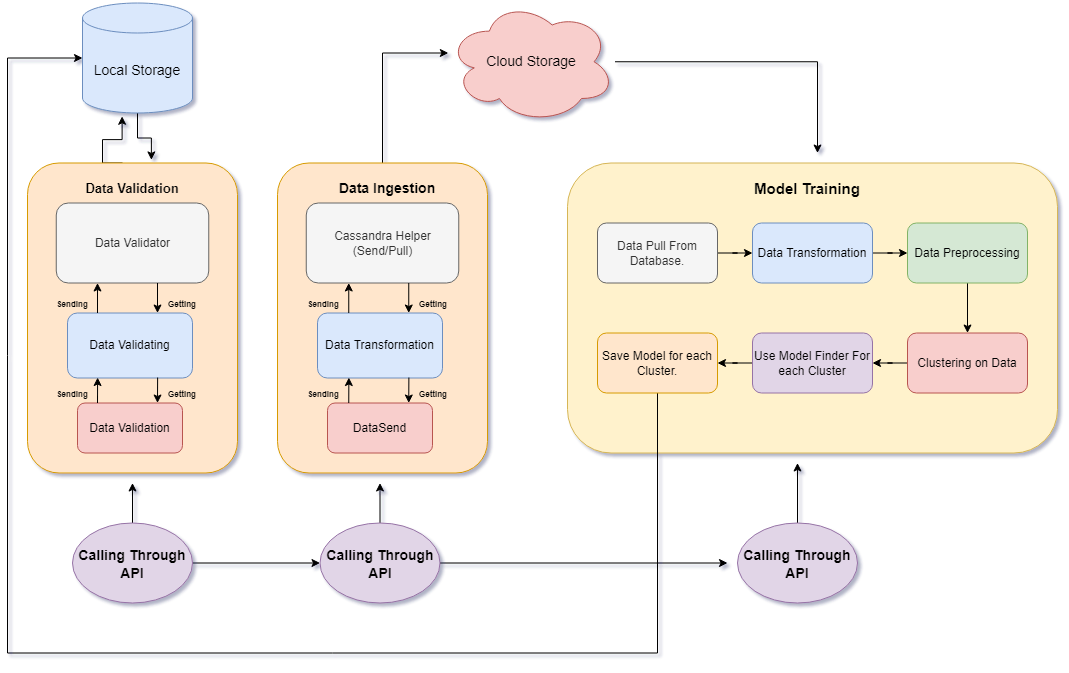 Local Storage
Cloud Storage
Data Validation
Data Validator
Sending
Getting
Data Validating
Sending
Getting
Data Validation
Data Ingestion
Cassandra Helper
(Send/Pull)
Sending
Getting
Data Transformation
Sending
Getting
DataSend
Model Training
Data Pull From
Database.
Data Transformation
Data Preprocessing
Save Model for each
Cluster.
Use Model Finder For
each Cluster
Clustering on Data
Calling Through
API
Calling Through
API
Calling Through
API